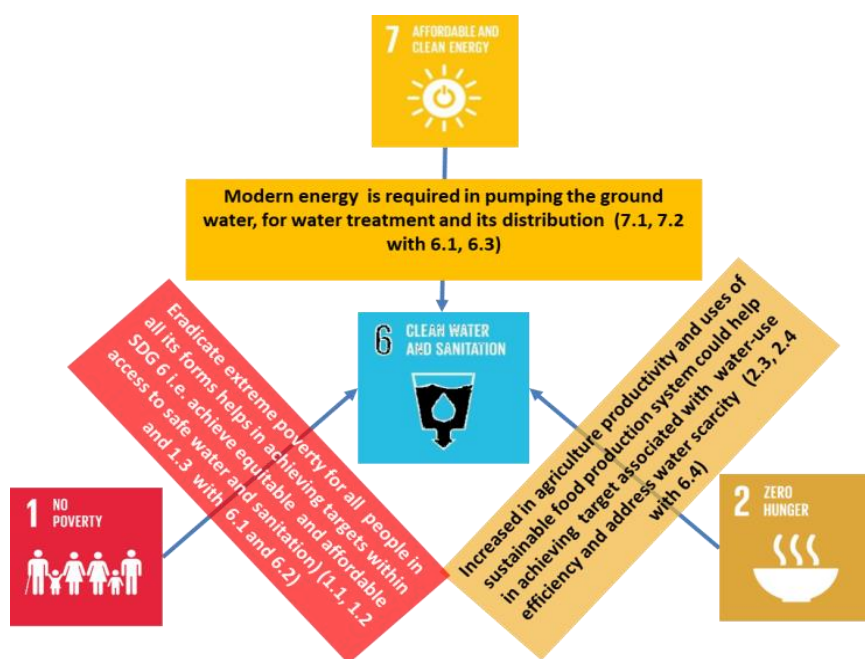 7 AFFORDABLE AND
CLEAN ENERGY
Modern energy is required in pumping the ground
water, for water treatment and its distribution (7.1, 7.2
with 6.1, 6.3)
6 CLEAN WATER
AND SANITATION
Eradicate extreme poverty for all people in
all its forms helps in achieving targets within
SDG 6 i.e. achieve equitable and affordable
access to safe water and sanitation) (1.1, 1.2
and 1.3 with 6.1 and 6.2)
Increased in agriculture productivity and uses of
sustainable food production system could help
in achieving target associated with water-use
efficiency and address water scarcity (2.3, 2.4
with 6.4)
1 NO
POVERTY
2 ZERO
HUNGER